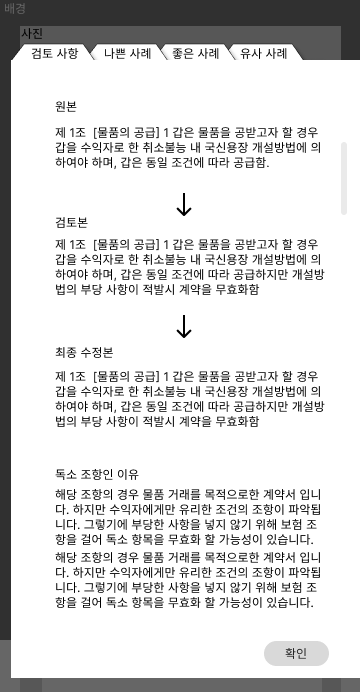 배경
사진
검토 사항 나쁜 사례 좋은 사례 유사 사례
원본
제 1조 [물품의 공급] 1 갑은 물품을 공받고자 할 경우
갑을 수익자로 한 취소불능 내 국신용장 개설방법에 의
하여야 하며, 갑은 동일 조건에 따라 공급함.
검토본
제 1조 [물품의 공급] 1 갑은 물품을 공받고자 할 경우
갑을 수익자로 한 취소불능 내 국신용장 개설방법에 의
하여야 하며, 갑은 동일 조건에 따라 공급하지만 개설방
법의 부당 사항이 적발시 계약을 무효화함
최종 수정본
제 1조 [물품의 공급] 1 갑은 물품을 공받고자 할 경우
갑을 수익자로 한 취소불능 내 국신용장 개설방법에 의
하여야 하며, 갑은 동일 조건에 따라 공급하지만 개설방
법의 부당 사항이 적발시 계약을 무효화함
독소 조항인 이유
해당 조항의 경우 물품 거래를 목적으로한 계약서 입니
다. 하지만 수익자에게만 유리한 조건의 조항이 파악됩
니다. 그렇기에 부당한 사항을 넣지 않기 위해 보험 조
항을 걸어 독소 항목을 무효화 할 가능성이 있습니다.
해당 조항의 경우 물품 거래를 목적으로한 계약서 입니
다. 하지만 수익자에게만 유리한 조건의 조항이 파악됩
니다. 그렇기에 부당한 사항을 넣지 않기 위해 보험 조
항을 걸어 독소 항목을 무효화 할 가능성이 있습니다.
확인